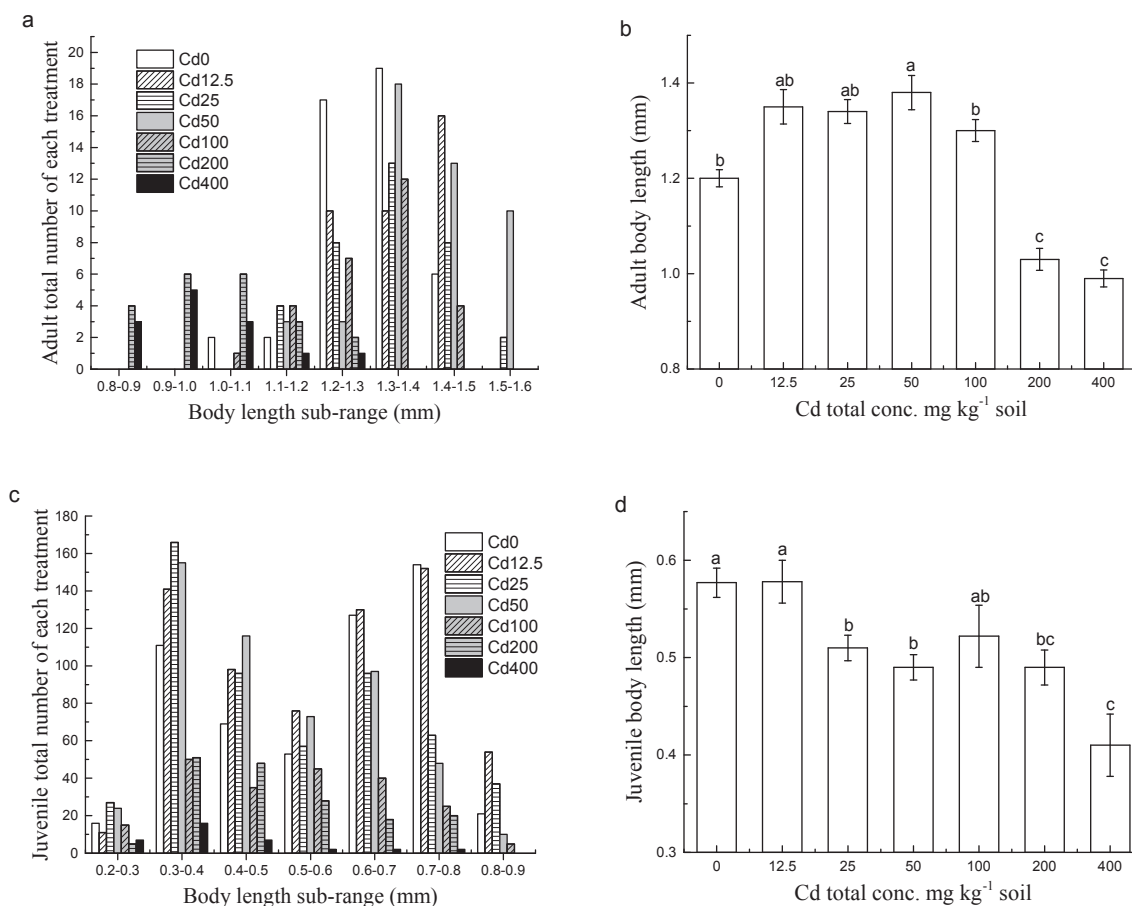 a
Adult total number of each treatment
20
18
16
14
12
10
8
6
4
2
0
Cd0
Cd12.5
Cd25
Cd50
Cd100
Cd200
Cd400
0.8-0.9 0.9-1.0 1.0-1.1 1.1-1.2 1.2-1.3 1.3-1.4 1.4-1.5 1.5-1.6
Body length sub-range (mm)
b
Adult body length (mm)
1.4
1.2
1.0
0.8
b ab ab a b c c
0 12.5 25 50 100 200 400
Cd total conc. mg kg-1 soil
c
Juvenile total number of each treatment
180
160
140
120
100
80
60
40
20
0
Cd0
Cd12.5
Cd25
Cd50
Cd100
Cd200
Cd400
0.2-0.3 0.3-0.4 0.4-0.5 0.5-0.6 0.6-0.7 0.7-0.8 0.8-0.9
Body length sub-range (mm)
d
Juvenile body length (mm)
0.6
0.5
0.4
0.3
a a b b ab bc c
0 12.5 25 50 100 200 400
Cd total conc. mg kg-1 soil